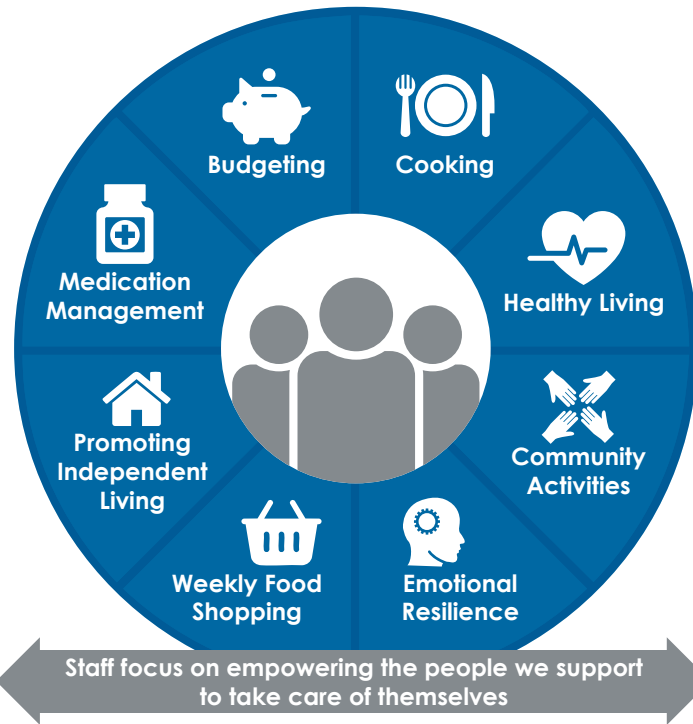 Budgeting
Cooking
Healthy Living
Community
Activities
Emotional
Resilience
Weekly Food
Shopping
Promoting
Independent
Living
Medication
Management
Staff focus on empowering the people we support
to take care of themselves